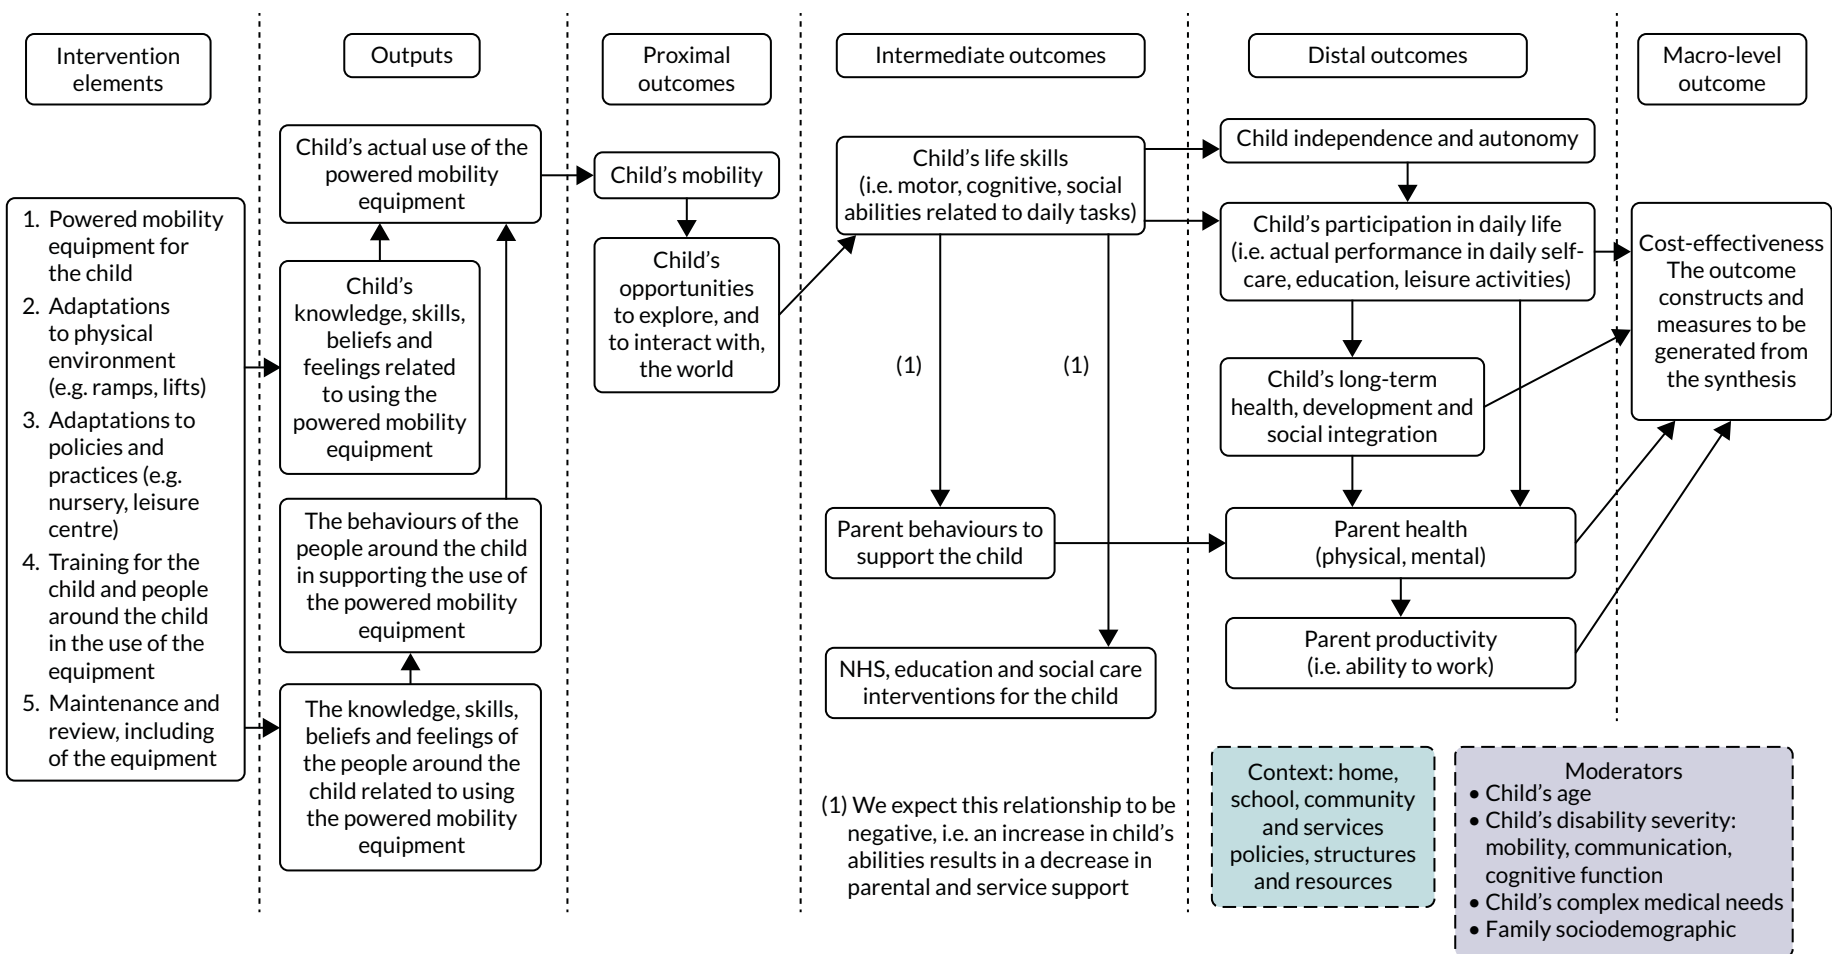 Intervention
elements
Outputs
Proximal
outcomes
Intermediate outcomes
Distal outcomes
Macro-level
outcome
1. Powered mobility
equipment for
the child
2. Adaptations
to physical
environment
(e.g. ramps, lifts)
3. Adaptations to
policies and
practices (e.g.
nursery, leisure
centre)
4. Training for the
child and people
around the child
in the use of the
equipment
5. Maintenance and
review, including
of the equipment
Child’s actual use of the
powered mobility
equipment
Child’s
knowledge, skills,
beliefs and
feelings related
to using the
powered mobility
equipment
The behaviours of the
people around the child
in supporting the use of
the powered mobility
equipment
The knowledge, skills,
beliefs and feelings of
the people around the
child related to using
the powered mobility
equipment
Child’s mobility
Child’s
opportunities
to explore, and
to interact with,
the world
Child’s life skills
(i.e. motor, cognitive, social
abilities related to daily tasks)
(1)
(1)
Parent behaviours to
support the child
NHS, education and social care
interventions for the child
(1) We expect this relationship to be
negative, i.e. an increase in child’s
abilities results in a decrease in
parental and service support
Child independence and autonomy
Child’s participation in daily life
(i.e. actual performance in daily self-
care, education, leisure activities)
Child’s long-term
health, development and
social integration
Parent health
(physical, mental)
Parent productivity
(i.e. ability to work)
Cost-effectiveness
The outcome
constructs and
measures to be
generated from
the synthesis
Context: home,
school, community
and services
policies, structures
and resources
Moderators
• Child’s age
• Child’s disability severity:
mobility, communication,
cognitive function
• Child’s complex medical needs
• Family sociodemographic